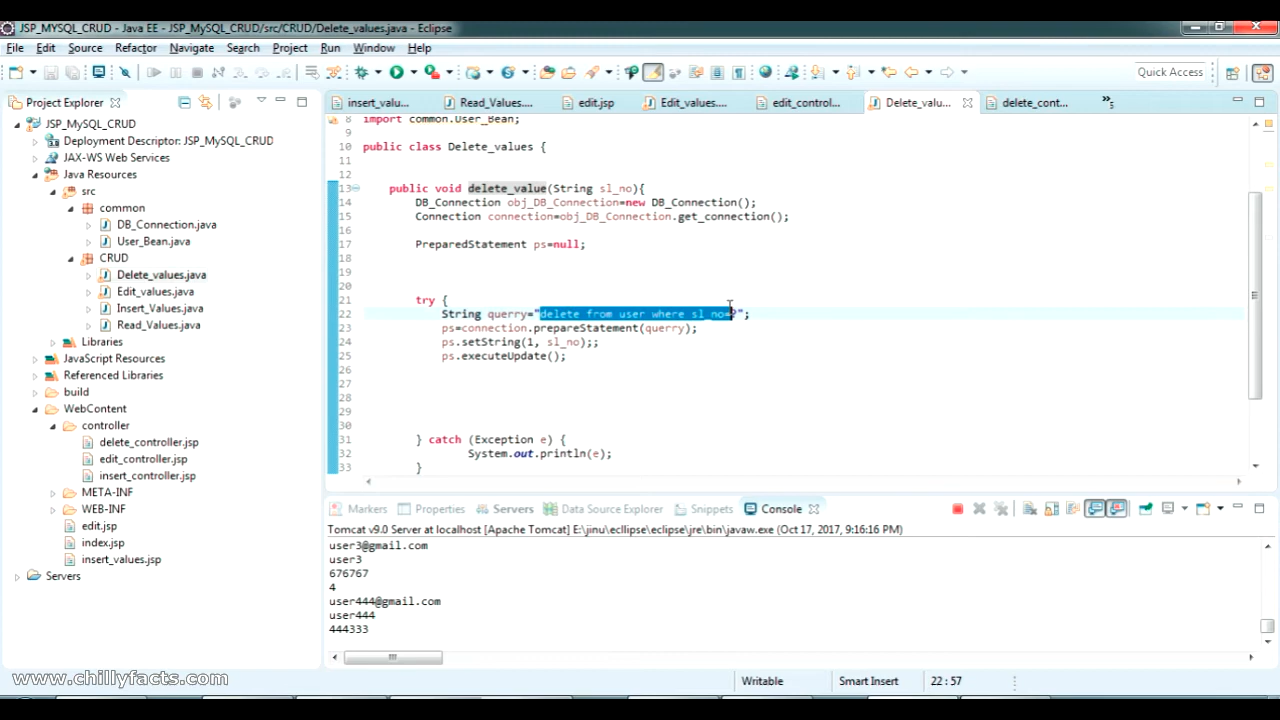 JSP_MYSQL_CRUD - Java EE - JSP_MySQL_CRUD/src/CRUD/Delete_values.java - Eclipse
File Edit Source Refactor Navigate Search Project Run Window Help
Quick Access
Project Explorer
insert_valu... Read_Values.... edit.jsp Edit_values.... edit_control... Delete_valu... delete_cont... »5
JSP_MySQL_CRUD
Deployment Descriptor: JSP_MySQL_CRUD
JAX-WS Web Services
Java Resources
src
common
DB_Connection.java
User_Bean.java
CRUD
Delete_values.java
Edit_values.java
Insert_Values.java
Read_Values.java
Libraries
JavaScript Resources
Referenced Libraries
build
WebContent
controller
delete_controller.jsp
edit_controller.jsp
insert_controller.jsp
META-INF
WEB-INF
edit.jsp
index.jsp
insert_values.jsp
Servers
8 import common.User_Bean;
9
10 public class Delete_values {
11
12
13 public void delete_value(String sl_no){
14 DB_Connection obj_DB_Connection=new DB_Connection();
15 Connection connection=obj_DB_Connection.get_connection();
16
17 PreparedStatement ps=null;
18
19
20
21 try {
22 String querry="delete from user where sl_no=?";
23 ps=connection.prepareStatement(querry);
24 ps.setString(1, sl_no);;
25 ps.executeUpdate();
26
27
28
29
30
31 } catch (Exception e) {
32 System.out.println(e);
33 }
Markers Properties Servers Data Source Explorer Snippets Console
Tomcat v9.0 Server at localhost [Apache Tomcat] E:\jinu\ecllipse\eclipse\jre\bin\javaw.exe (Oct 17, 2017, 9:16:16 PM)
user3@gmail.com
user3
676767
4
user444@gmail.com
user444
444333
www.chillyfacts.com
Writable Smart Insert 22 : 57